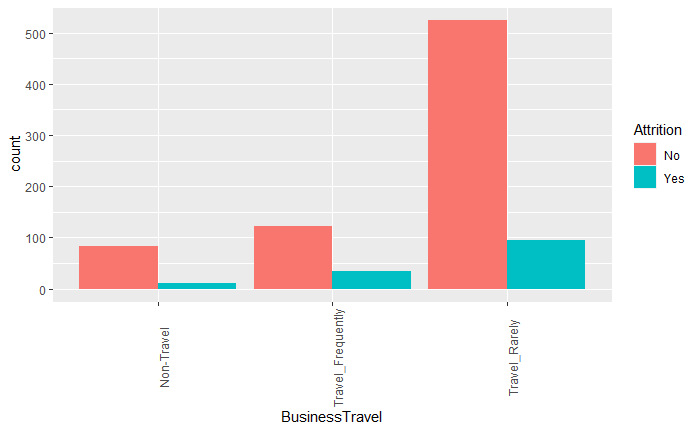 500
400
300
200
100
0
count
Non-Travel
Travel_Frequently
Travel_Rarely
BusinessTravel
Attrition
No
Yes